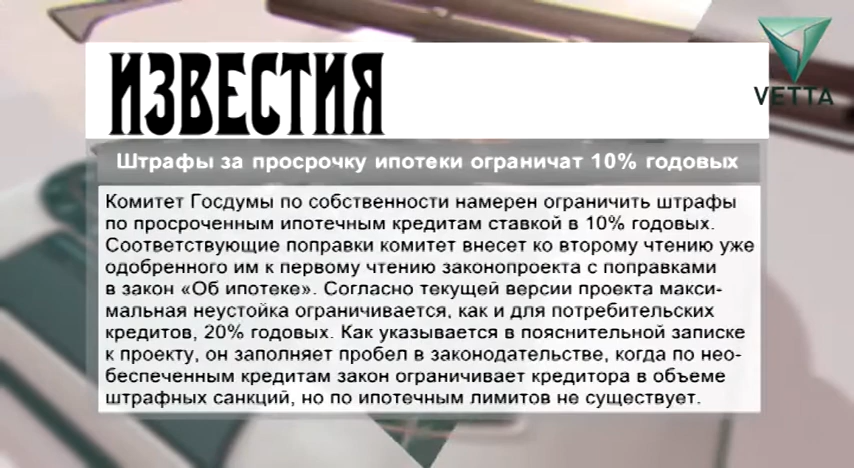 ИЗВЕСТИЯ
VETTA
Штрафы за просрочку ипотеки ограничат 10% годовых
Комитет Госдумы по собственности намерен ограничить штрафы
по просроченным ипотечным кредитам ставкой в 10% годовых.
Соответствующие поправки комитет внесет ко второму чтению уже
одобренного им к первому чтению законопроекта с поправками
в закон «Об ипотеке». Согласно текущей версии проекта макси-
мальная неустойка ограничивается, как и для потребительских
кредитов, 20% годовых. Как указывается в пояснительной записке
к проекту, он заполняет пробел в законодательстве, когда по нео-
беспеченным кредитам закон ограничивает кредитора в объеме
штрафных санкций, но по ипотечным лимитов не существует.